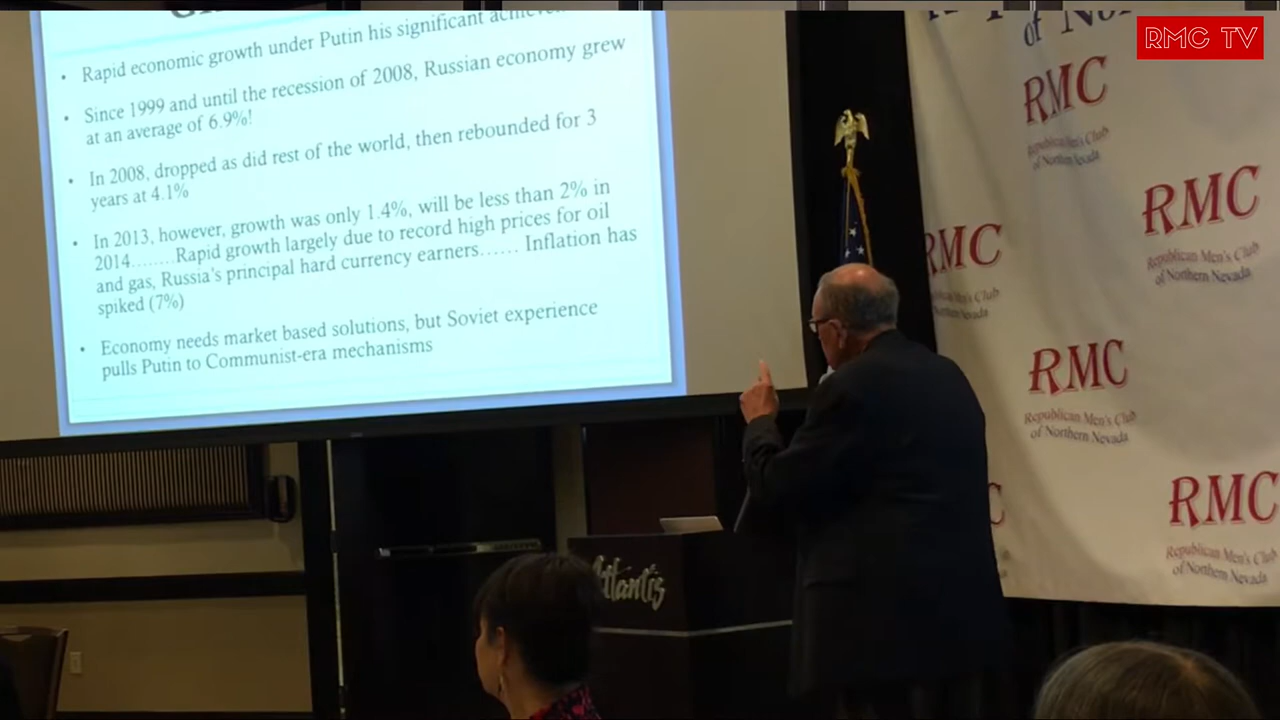 • Rapid economic growth under Putin his significant
• Since 1999 and until the recession of 2008, Russian economy grew
at an average of 6.9%!
• In 2008, dropped as did rest of the world, then rebounded for 3
years at 4.1%
• In 2013, however, growth was only 1.4%, will be less than 2% in
2014…….Rapid growth largely due to record high prices for oil
and gas, Russia's principal hard currency earners…… Inflation has
spiked (7%)
• Economy needs market based solutions, but Soviet experience
pulls Putin to Communist-era mechanisms
RMC TV
RMC
Republican Men's Club
of Northern Nevada
RMC
Republican Men's Club
of Northern Nevada
RMC
RMC
Republican Men's Club
of Northern Nevada
RMC
Republican Men's Club
of Northern Nevada
Atlantis